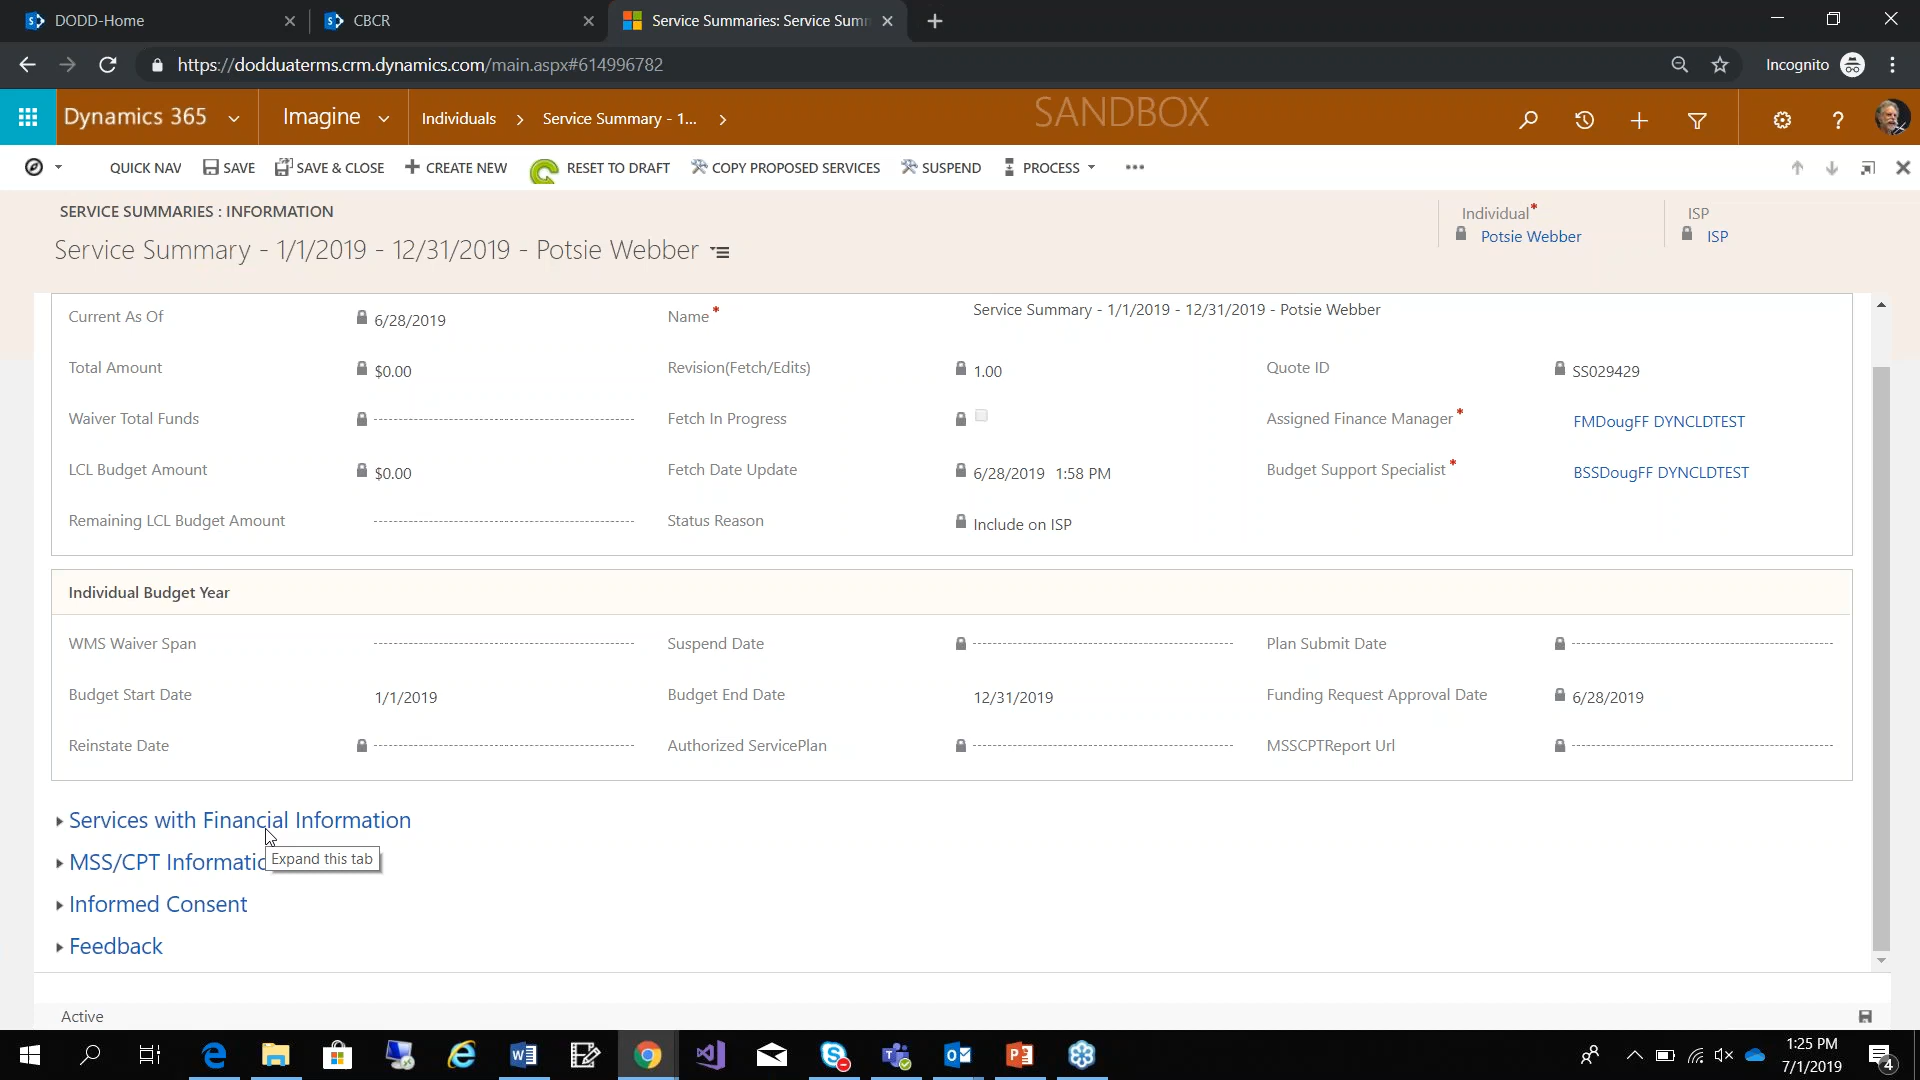 DODD-Home
CBCR
Service Summaries: Service Sum
https://dodduaterms.crm.dynamics.com/main.aspx#614996782
Incognito
Dynamics 365
Imagine
Individuals
Service Summary - 1...
SANDBOX
QUICK NAV
SAVE
SAVE & CLOSE
CREATE NEW
RESET TO DRAFT
COPY PROPOSED SERVICES
SUSPEND
PROCESS
SERVICE SUMMARIES : INFORMATION
Service Summary - 1/1/2019 - 12/31/2019 - Potsie Webber
Individual*
Potsie Webber
ISP
ISP
Current As Of
6/28/2019
Name*
Service Summary - 1/1/2019 - 12/31/2019 - Potsie Webber
Total Amount
$0.00
Revision(Fetch/Edits)
1.00
Quote ID
SS029429
Waiver Total Funds
Fetch In Progress
Assigned Finance Manager*
FMDougFF DYNCLDTEST
LCL Budget Amount
$0.00
Fetch Date Update
6/28/2019 1:58 PM
Budget Support Specialist*
BSSDougFF DYNCLDTEST
Remaining LCL Budget Amount
Status Reason
Include on ISP
Individual Budget Year
WMS Waiver Span
Suspend Date
Plan Submit Date
Budget Start Date
1/1/2019
Budget End Date
12/31/2019
Funding Request Approval Date
6/28/2019
Reinstate Date
Authorized ServicePlan
MSSCPTReport Url
Services with Financial Information
Expand this tab
MSS/CPT Informatio
Informed Consent
Feedback
Active
1:25 PM
7/1/2019
4